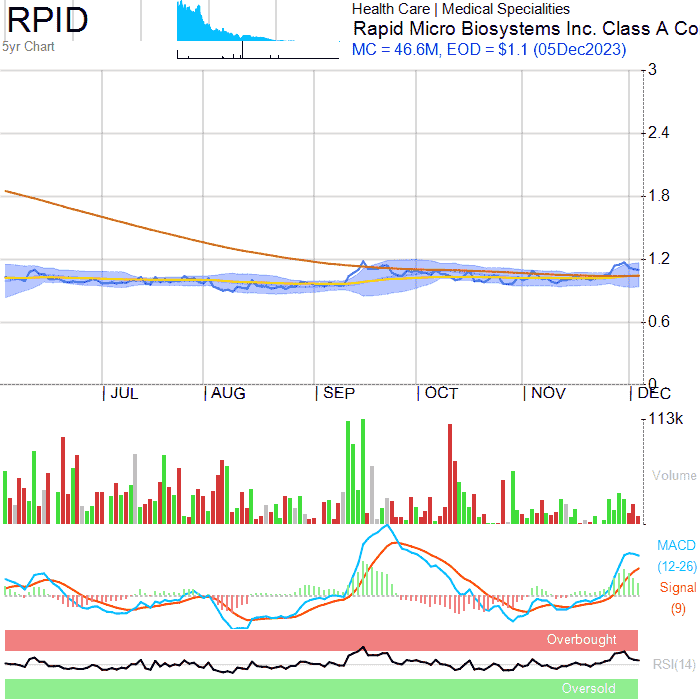 RPID
5yr Chart
Health Care | Medical Specialities
Rapid Micro Biosystems Inc. Class A Co
MC = 46.6M, EOD = $1.1 (05Dec2023)
3
2.4
1.8
1.2
0.6
0
JUL
AUG
SEP
OCT
NOV
DEC
113k
Volume
MACD
(12-26)
Signal
(9)
Overbought
RSI(14)
Oversold